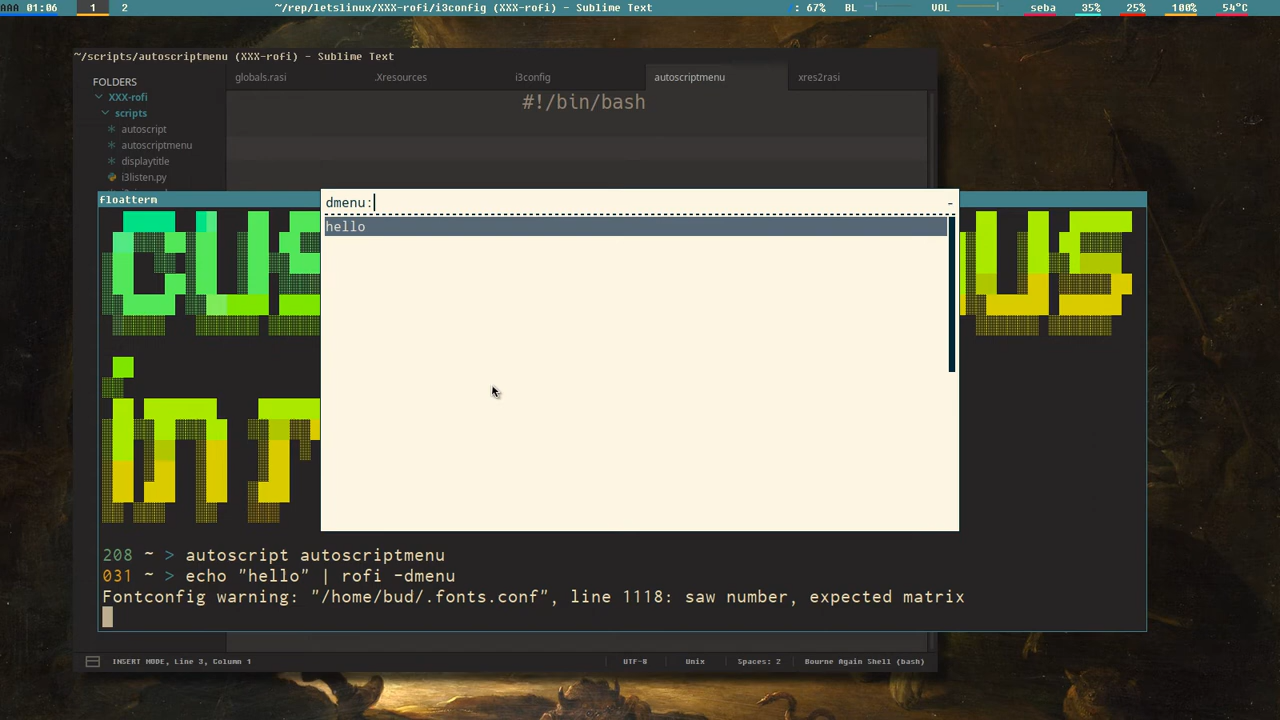 AAA 01:06 1 2 ~/rep/letslinux/XXX-rofi/i3config (XXX-rofi) - Sublime Text : 67% BL VOL seba 35% 25% 100% 54°C
~/scripts/autoscriptmenu (XXX-rofi) - Sublime Text
FOLDERS
globals.rasi .Xresources i3config autoscriptmenu xres2rasi
XXX-rofi
#!/bin/bash
scripts
autoscript
autoscriptmenu
displaytitle
i3listen.py
floatterm
dmenu:
hello
208 ~ > autoscript autoscriptmenu
031 ~ > echo "hello" | rofi -dmenu
Fontconfig warning: "/home/bud/.fonts.conf", line 1118: saw number, expected matrix
INSERT MODE, Line 3, Column 1 UTF-8 Unix Spaces: 2 Bourne Again Shell (bash)